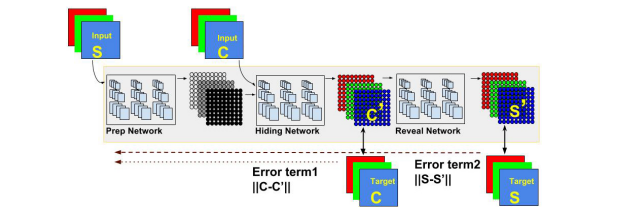 Input
S
Input
C
C'
S'
Prep Network
Hiding Network
Reveal Network
Error term1
||C-C'||
Error term2
||S-S'||
Target
C
Target
S